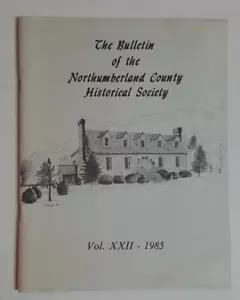 The Bulletin
of the
Northumberland County
Historical Society
Vol. XXII - 1985